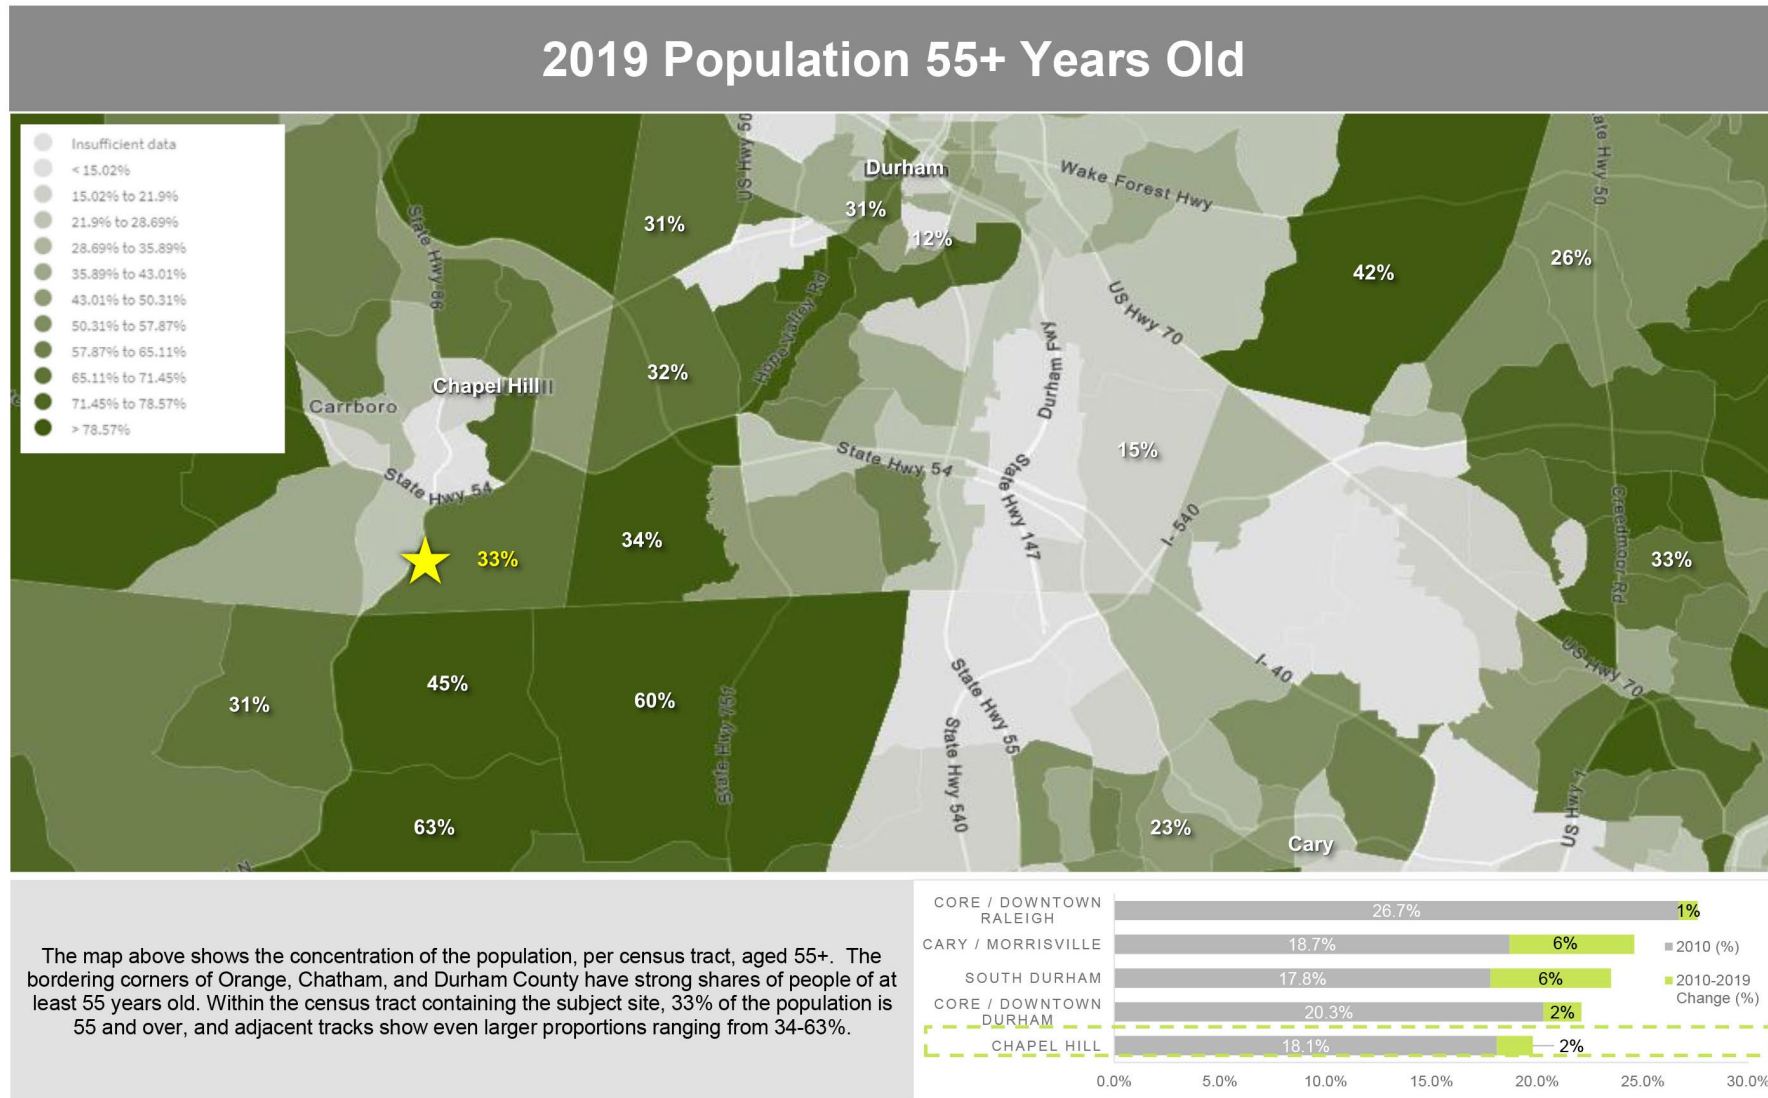 2019 Population 55+ Years Old
Insufficient data
< 15.02%
15.02% to 21.9%
21.9% to 28.69%
28.69% to 35.89%
35.89% to 43.01%
43.01% to 50.31%
50.31% to 57.87%
57.87% to 65.11%
65.11% to 71.45%
71.45% to 78.57%
> 78.57%
US Hwy 50
Durham
Wake Forest Hwy
ate Hwy 50
State Hwy 86
31%
31%
12%
42%
26%
Hope Valley Rd
US Hwy 70
Durham Fwy
32%
Chapel Hill
Carrboro
State Hwy 54
State Hwy 54
State Hwy 147
15%
I- 540
Creedmoor Rd
34%
33%
33%
31%
45%
60%
State Hwy 751
State Hwy 55
State Hwy 540
I- 40
US Hwy 70
US Hwy 1
63%
23%
Cary
The map above shows the concentration of the population, per census tract, aged 55+. The
bordering corners of Orange, Chatham, and Durham County have strong shares of people of at
least 55 years old. Within the census tract containing the subject site, 33% of the population is
55 and over, and adjacent tracks show even larger proportions ranging from 34-63%.
CORE / DOWNTOWN
RALEIGH
26.7%
1%
CARY / MORRISVILLE
18.7%
6%
SOUTH DURHAM
17.8%
6%
CORE / DOWNTOWN
DURHAM
20.3%
2%
CHAPEL HILL
18.1%
2%
2010 (%)
2010-2019
Change (%)
0.0%
5.0%
10.0%
15.0%
20.0%
25.0%
30.0%